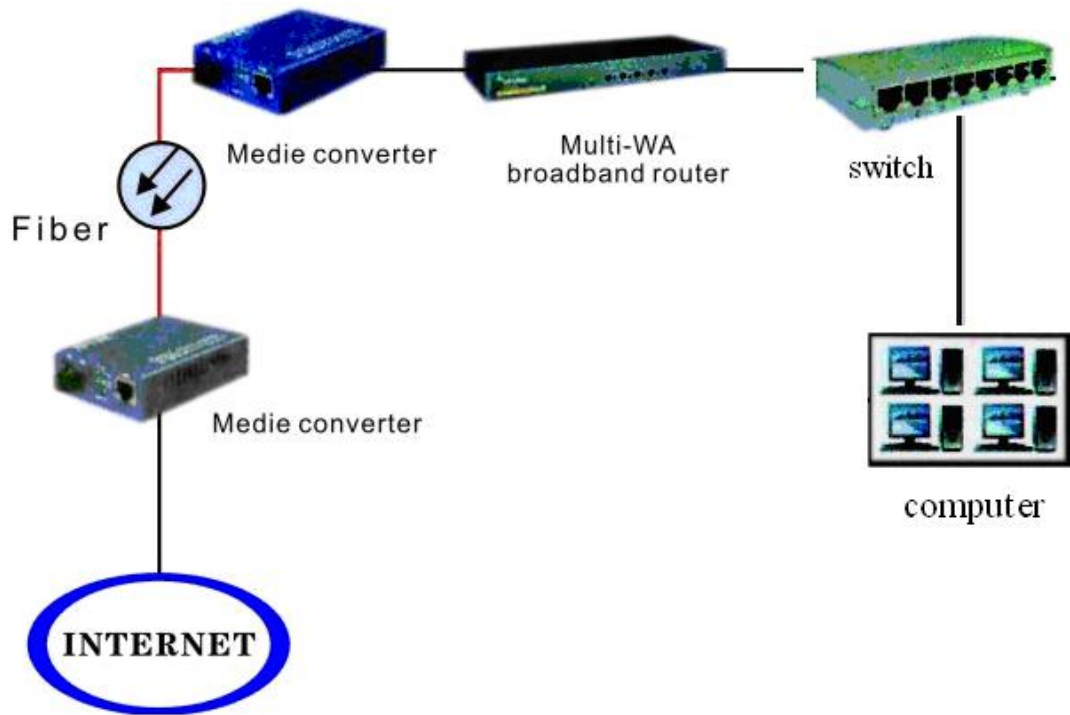 Medie converter
Multi-WA
broadband router
switch
Fiber
Medie converter
computer
INTERNET